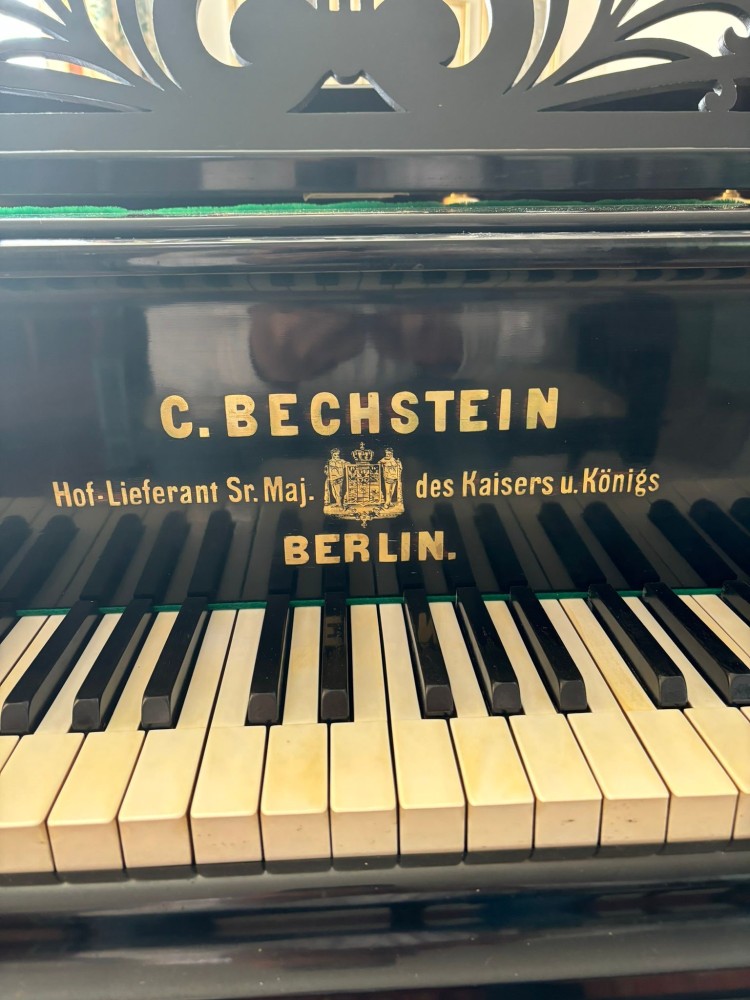 C. BECHSTEIN
Hof-Lieferant Sr. Maj. des Kaisers u. Königs
BERLIN.